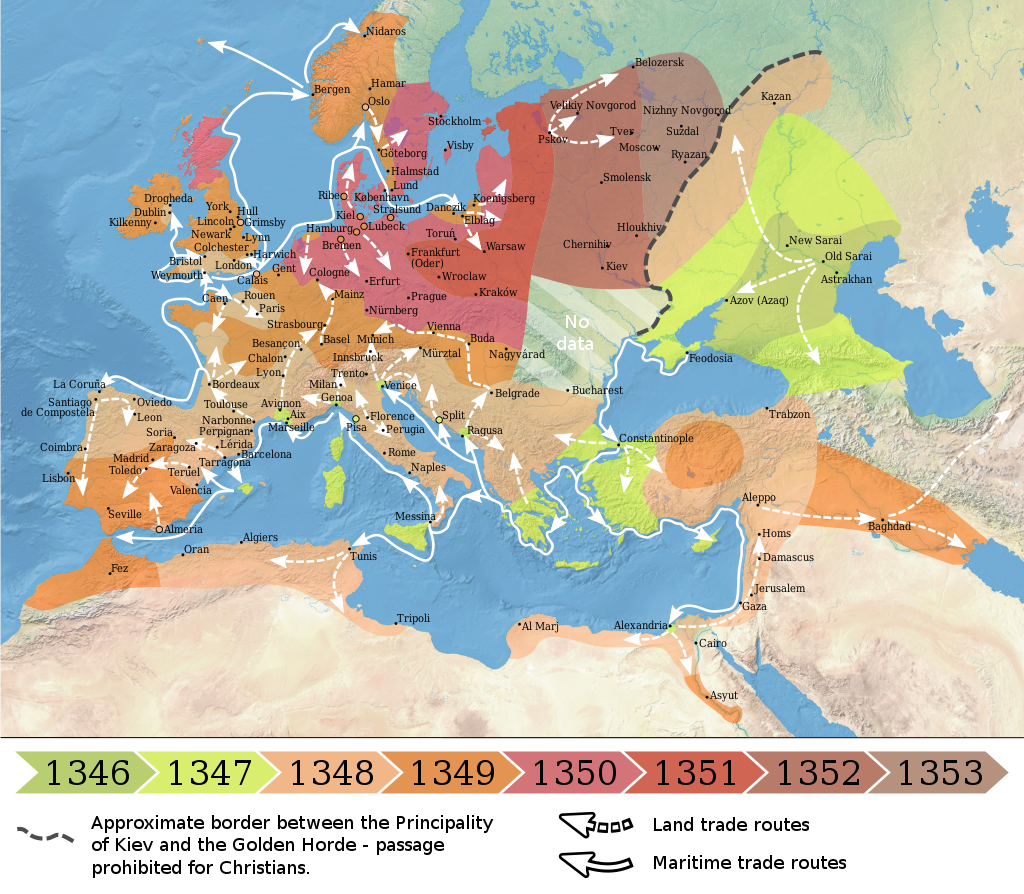 Nidaros
Hamar
Bergen
Oslo
Stockholm
Visby
Göteborg
Halmstad
Lund
København
Ribe
Kiel
Stralsund
Hamburg
Lubeck
Bremen
Danczik
Elbląg
Koenigsberg
Toruń
Warsaw
Frankfurt
(Oder)
Wroclaw
Kraków
Belozersk
Velikiy Novgorod
Nizhny Novgorod
Pskov
Tver
Suzdal
Moscow
Ryazan
Smolensk
Hloukhiv
Chernihiv
Kiev
Kazan
New Sarai
Old Sarai
Astrakhan
Azov (Azaq)
Feodosia
No
data
Drogheda
Dublin
Kilkenny
York
Hull
Lincoln
Grimsby
Newark
Lynn
Colchester
Harwich
Bristol
London
Weymouth
Calais
Gent
Cologne
Erfurt
Mainz
Prague
Nürnberg
Caen
Rouen
Paris
Strasbourg
Basel
Munich
Vienna
Buda
Besançon
Innsbruck
Mürztal
Nagyvárad
Chalon
Lyon
Trento
Milan
Venice
Belgrade
Bucharest
La Coruña
Santiago
de Compostela
Oviedo
Leon
Bordeaux
Toulouse
Avignon
Genoa
Aix
Marseille
Narbonne
Perpignan
Pisa
Florence
Perugia
Split
Ragusa
Constantinople
Trabzon
Soria
Coimbra
Zaragoza
Lérida
Barcelona
Madrid
Toledo
Teruel
Tarragona
Lisbon
Valencia
Rome
Naples
Seville
Almeria
Messina
Aleppo
Baghdad
Algiers
Oran
Tunis
Fez
Homs
Damascus
Jerusalem
Gaza
Tripoli
Al Marj
Alexandria
Cairo
Asyut
1346 1347 1348 1349 1350 1351 1352 1353
Approximate border between the Principality
of Kiev and the Golden Horde - passage
prohibited for Christians.
Land trade routes
Maritime trade routes